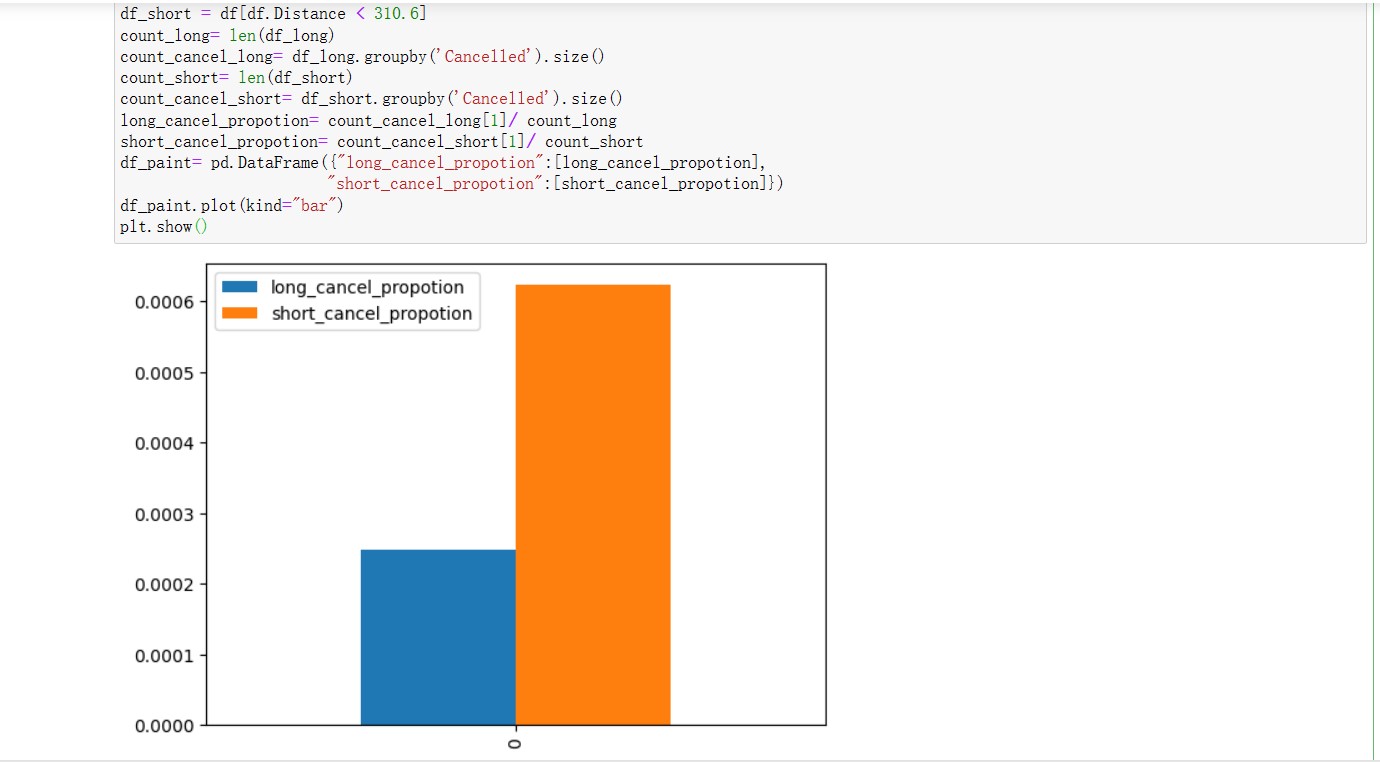 df_short = df[df.Distance < 310.6]
count_long= len(df_long)
count_cancel_long= df_long.groupby('Cancelled').size()
count_short= len(df_short)
count_cancel_short= df_short.groupby('Cancelled').size()
long_cancel_propotion= count_cancel_long[1]/ count_long
short_cancel_propotion= count_cancel_short[1]/ count_short
df_paint= pd.DataFrame({"long_cancel_propotion":[long_cancel_propotion],
"short_cancel_propotion":[short_cancel_propotion]})
df_paint.plot(kind="bar")
plt.show()
long_cancel_propotion
short_cancel_propotion
0.0006
0.0005
0.0004
0.0003
0.0002
0.0001
0.0000
0